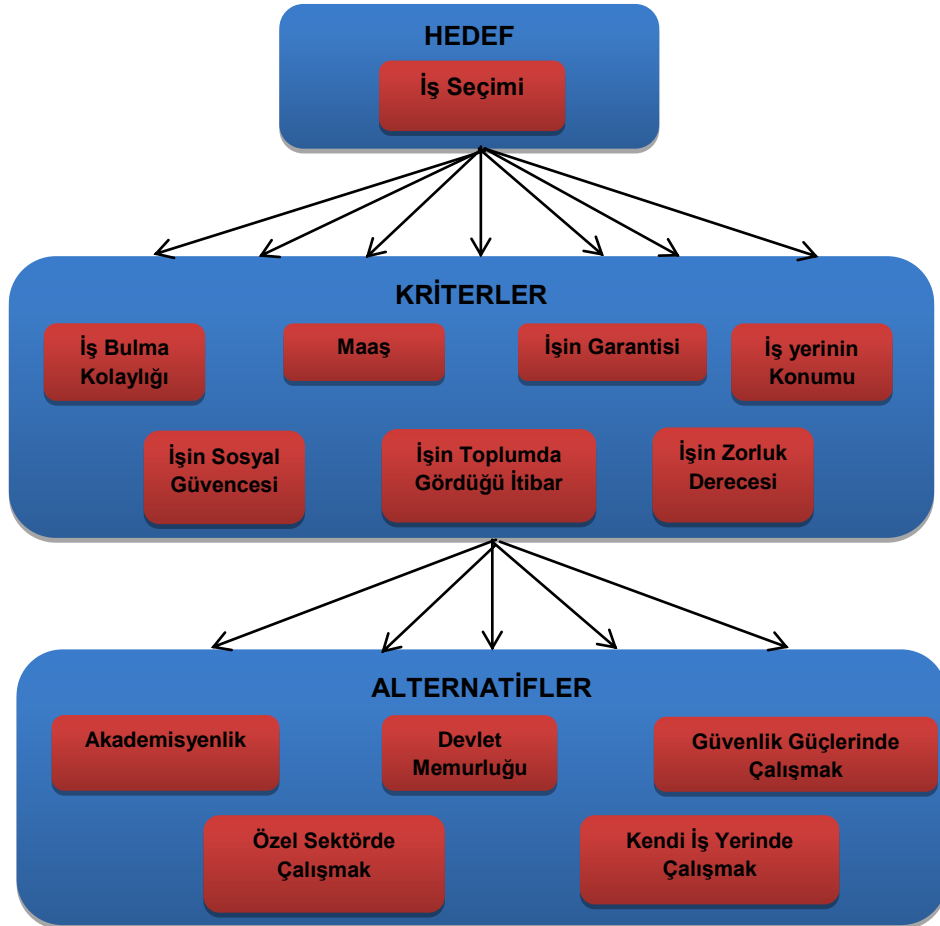 HEDEF
İş Seçimi
KRİTERLER
İş Bulma
Kolaylığı
Maaş
İşin Garantisi
İş yerinin
Konumu
İşin Sosyal
Güvencesi
İşin Toplumda
Gördüğü İtibar
İşin Zorluk
Derecesi
ALTERNATİFLER
Akademisyenlik
Devlet
Memurluğu
Güvenlik Güçlerinde
Çalışmak
Özel Sektörde
Çalışmak
Kendi İş Yerinde
Çalışmak